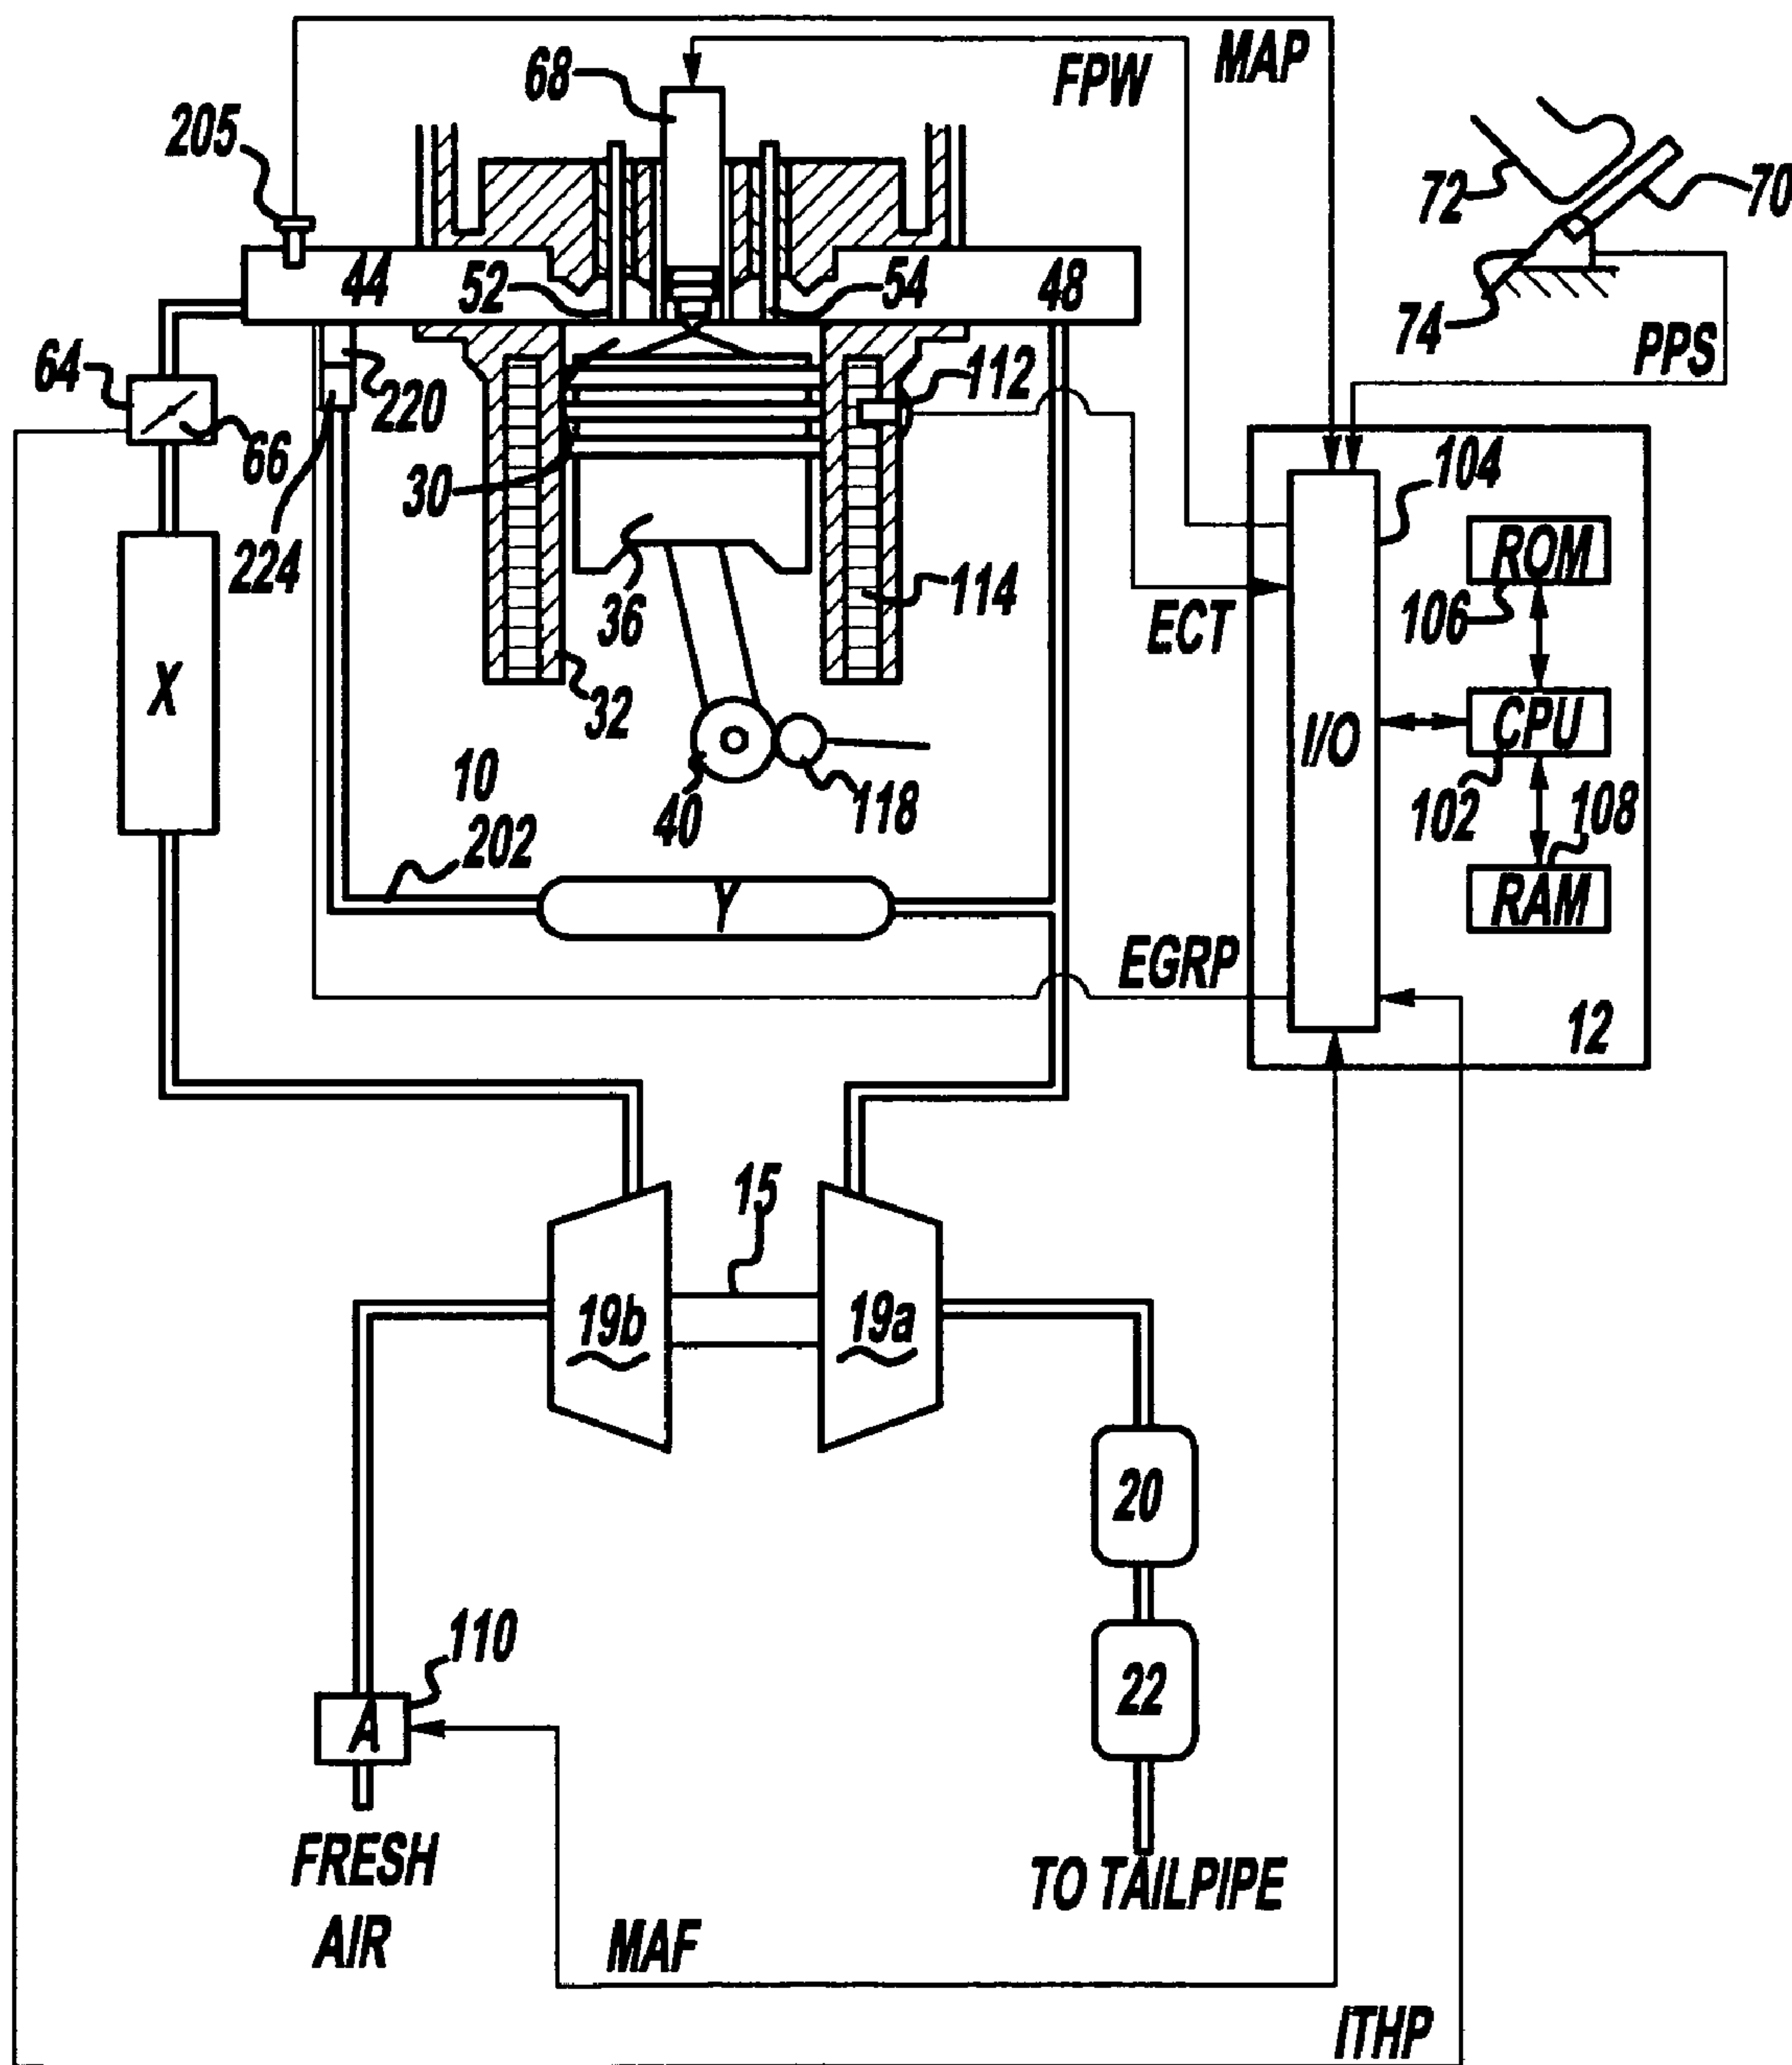 MAP
FPW
68
205
72
70
44
52
54
48
74
PPS
64
220
112
66
30
104
224
ROM
36
114
106
ECT
X
32
CPU
I/O
10
40
118
102
108
202
Y
RAM
EGRP
12
15
19b
19a
20
110
22
A
FRESH
AIR
TO TAILPIPE
MAF
ITHP